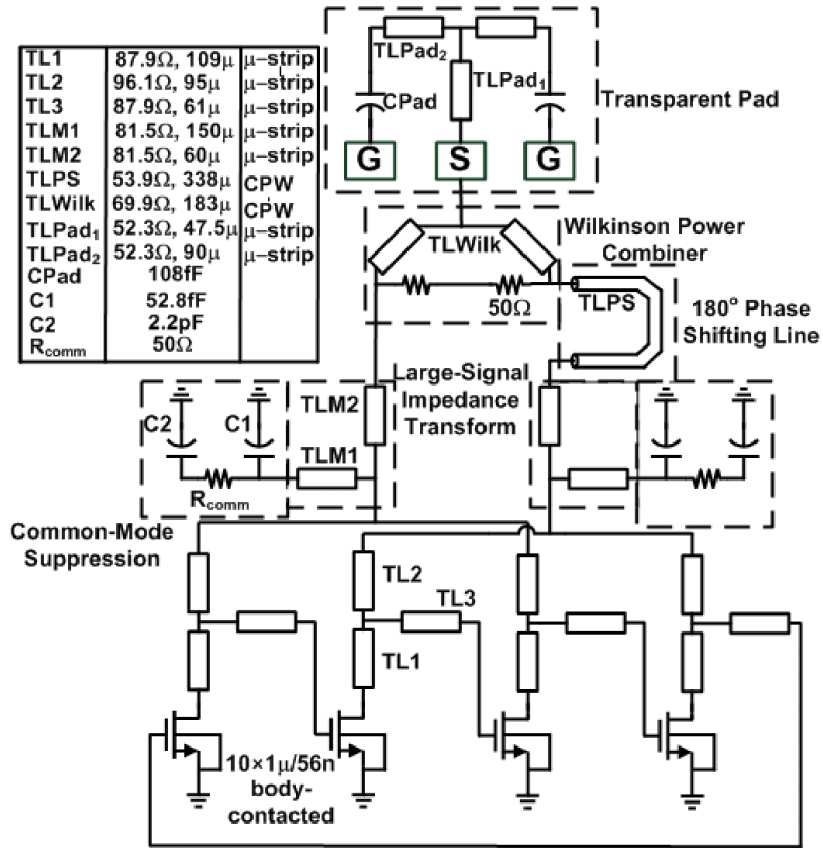 TL1 87.9Ω, 109μ μ-strip
TL2 96.1Ω, 95μ μ-strip
TL3 87.9Ω, 61μ μ-strip
TLM1 81.5Ω, 150μ μ-strip
TLM2 81.5Ω, 60μ μ-strip
TLPS 53.9Ω, 338μ CPW
TLWilk 69.9Ω, 183μ CPW
TLPad₁ 52.3Ω, 47.5μ μ-strip
TLPad₂ 52.3Ω, 90μ μ-strip
CPad 108fF
C1 52.8fF
C2 2.2pF
Rcomm 50Ω
TLPad₂
TLPad₁
CPad
Transparent Pad
G
S
G
TLWilk
Wilkinson Power
Combiner
50Ω
TLPS
180° Phase
Shifting Line
Large-Signal
Impedance
Transform
TLM2
TLM1
C2
C1
Rcomm
Common-Mode
Suppression
TL2
TL3
TL1
10×1μ/56n
body-
contacted